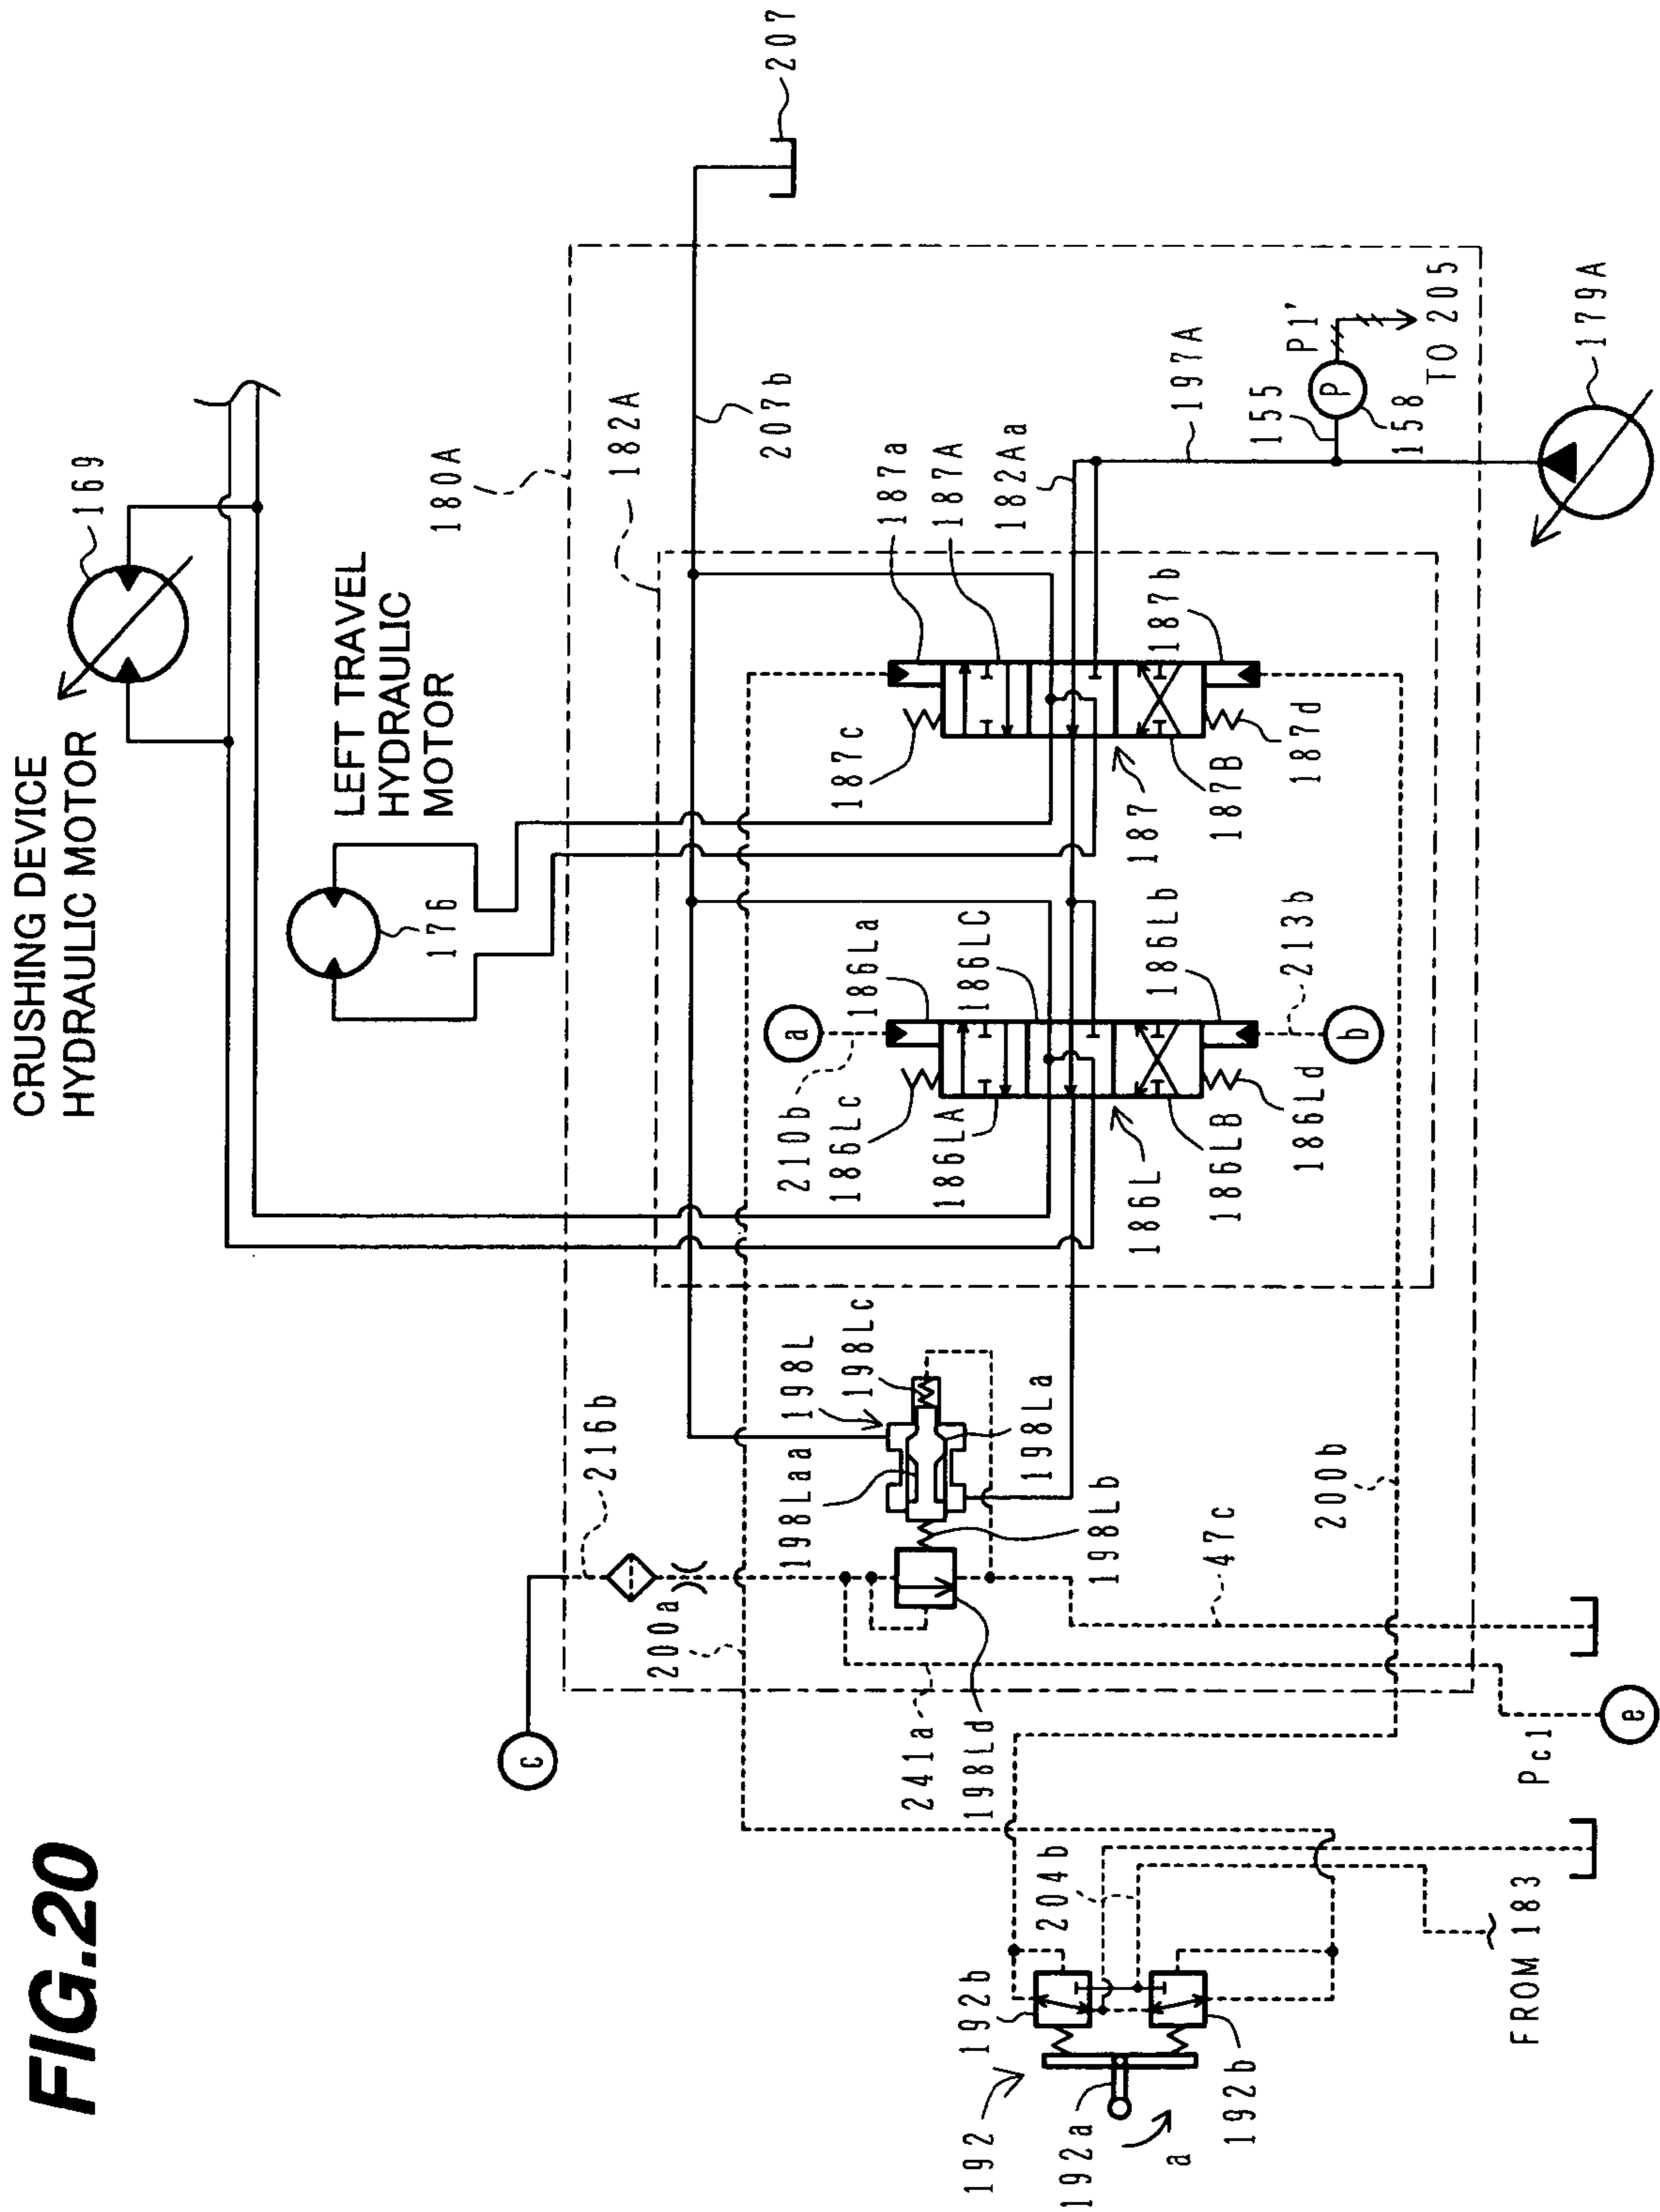 FIG.20
CRUSHING DEVICE
HYDRAULIC MOTOR
169
LEFT TRAVEL
HYDRAULIC
MOTOR
176
180A
182A
207b
207
c
216b
200a
241a
198Ld
198Laa
198L
198Lc
198La
198Lb
47c
200b
a
210b
186La
186Lc
186LA
186LC
186L
186LB
186Lb
186Ld
213b
b
187c
187a
187A
182Aa
187
187B
187b
187d
197A
155
P1'
P
158
TO 205
179A
192
192a
192b
192b
a
204b
FROM 183
Pc1
e